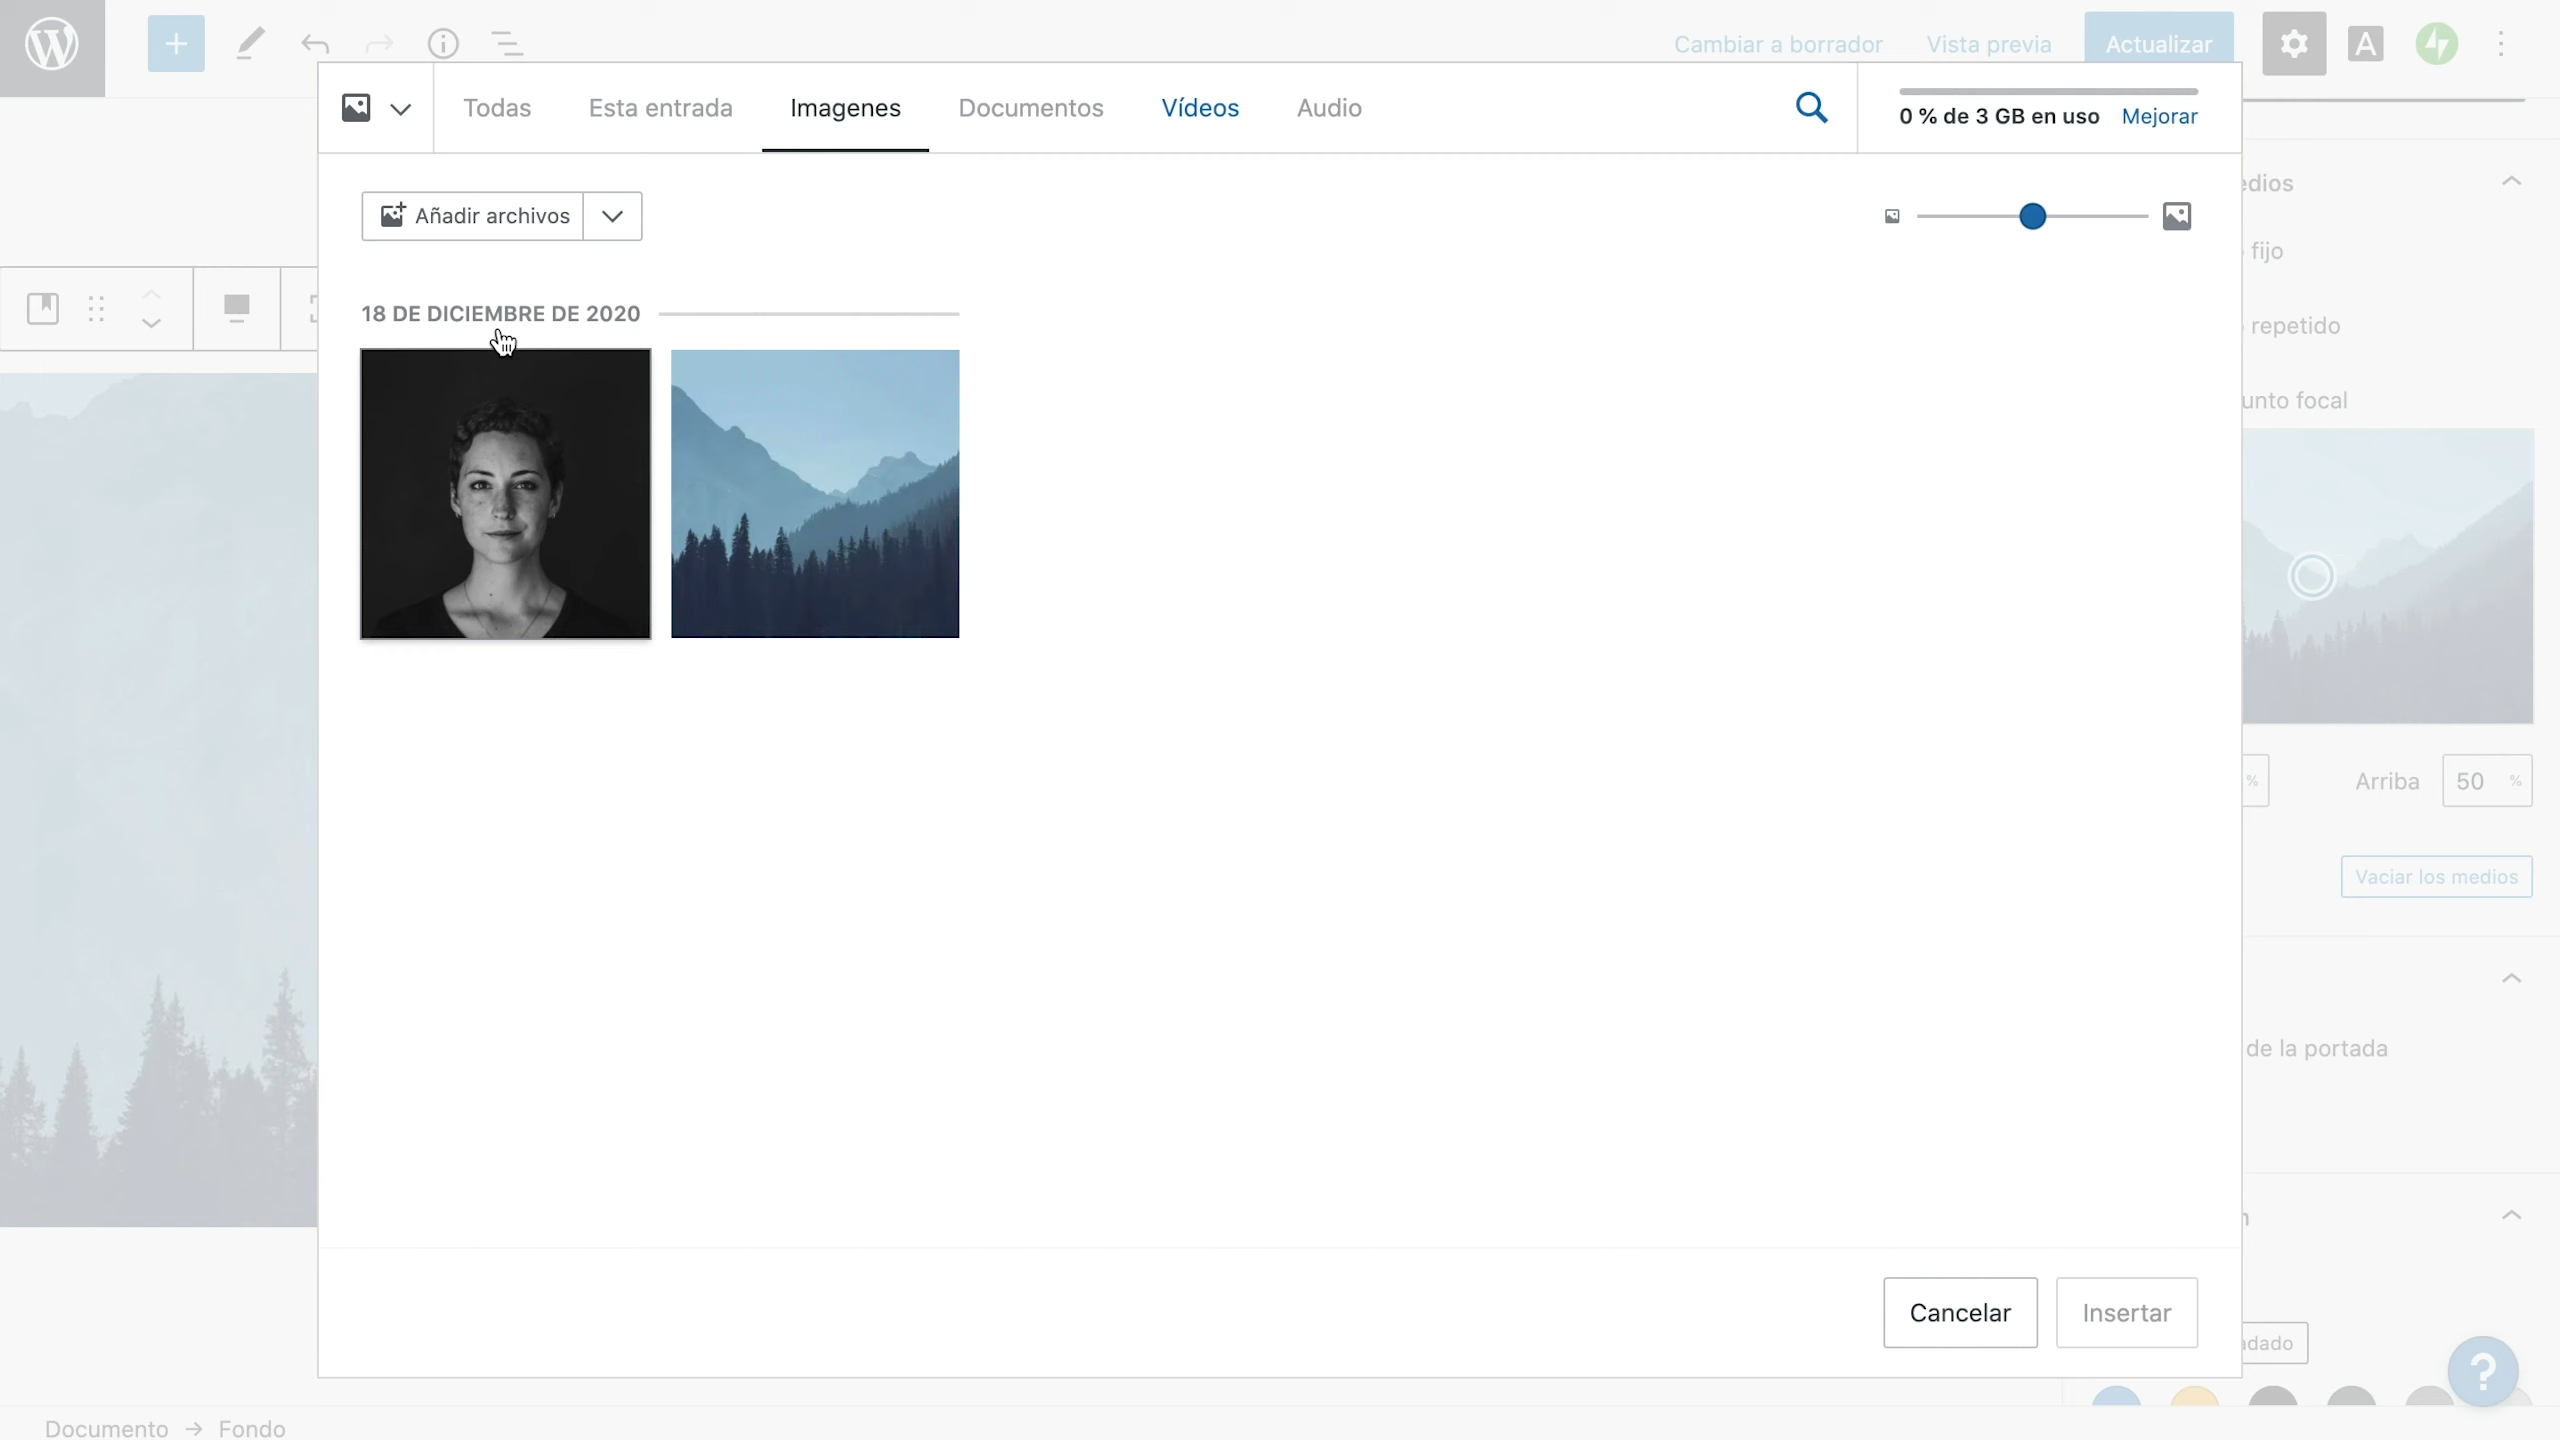 Cambiar a borrador Vista previa Actualizar A
Todas Esta entrada Imagenes Documentos Vídeos Audio
0 % de 3 GB en uso Mejorar
Añadir archivos
edios
fijo
18 DE DICIEMBRE DE 2020
repetido
unto focal
% Arriba 50 %
Vaciar los medios
de la portada
n
Cancelar Insertar
dado
?
Documento → Fondo